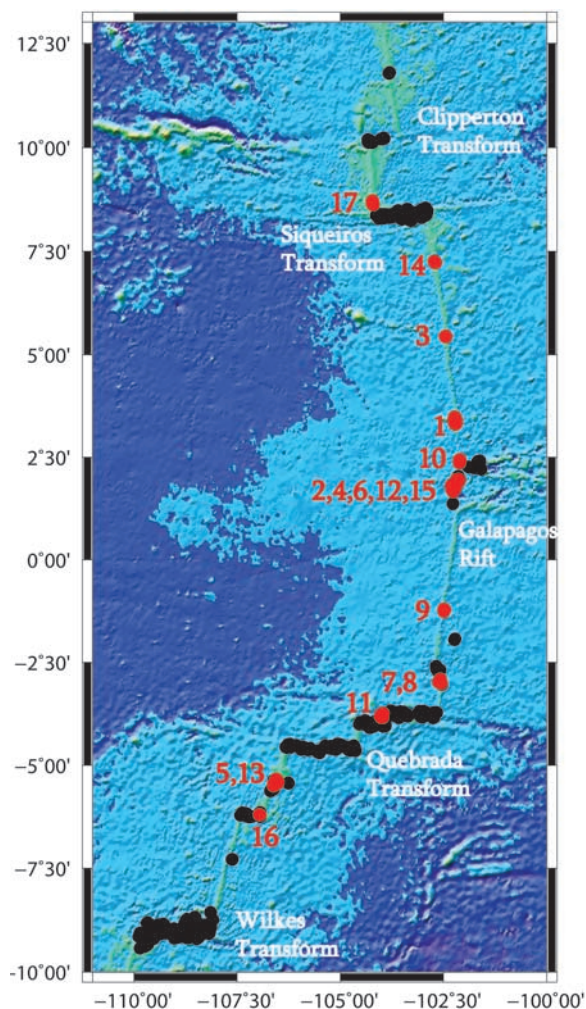 12°30'
Clipperton
Transform
10°00'
17
Siqueiros
Transform
7°30'
14
3
5°00'
1
10
2°30'
2,4,6,12,15
Galapagos
Rift
0°00'
9
-2°30'
7,8
11
Quebrada
Transform
-5°00'
5,13
16
-7°30'
Wilkes
Transform
-10°00'
-110°00' -107°30' -105°00' -102°30' -100°00'